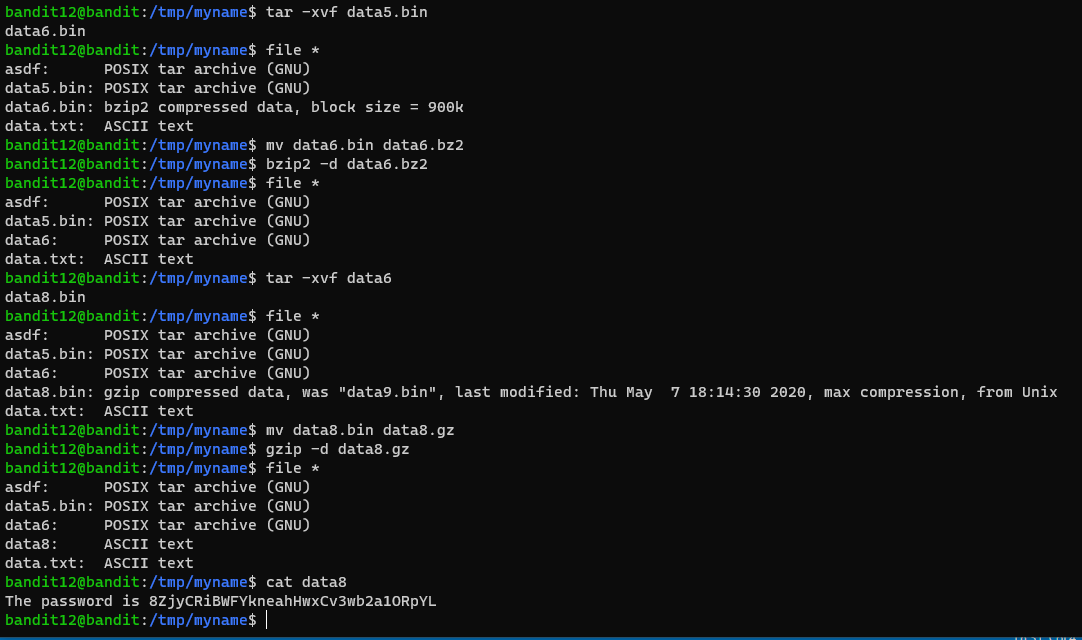 bandit12@bandit:/tmp/myname$ tar -xvf data5.bin
data6.bin
bandit12@bandit:/tmp/myname$ file *
asdf:      POSIX tar archive (GNU)
data5.bin: POSIX tar archive (GNU)
data6.bin: bzip2 compressed data, block size = 900k
data.txt:  ASCII text
bandit12@bandit:/tmp/myname$ mv data6.bin data6.bz2
bandit12@bandit:/tmp/myname$ bzip2 -d data6.bz2
bandit12@bandit:/tmp/myname$ file *
asdf:      POSIX tar archive (GNU)
data5.bin: POSIX tar archive (GNU)
data6:     POSIX tar archive (GNU)
data.txt:  ASCII text
bandit12@bandit:/tmp/myname$ tar -xvf data6
data8.bin
bandit12@bandit:/tmp/myname$ file *
asdf:      POSIX tar archive (GNU)
data5.bin: POSIX tar archive (GNU)
data6:     POSIX tar archive (GNU)
data8.bin: gzip compressed data, was "data9.bin", last modified: Thu May  7 18:14:30 2020, max compression, from Unix
data.txt:  ASCII text
bandit12@bandit:/tmp/myname$ mv data8.bin data8.gz
bandit12@bandit:/tmp/myname$ gzip -d data8.gz
bandit12@bandit:/tmp/myname$ file *
asdf:      POSIX tar archive (GNU)
data5.bin: POSIX tar archive (GNU)
data6:     POSIX tar archive (GNU)
data8:     ASCII text
data.txt:  ASCII text
bandit12@bandit:/tmp/myname$ cat data8
The password is 8ZjyCRiBWFYkneahHwxCv3wb2a1ORpYL
bandit12@bandit:/tmp/myname$